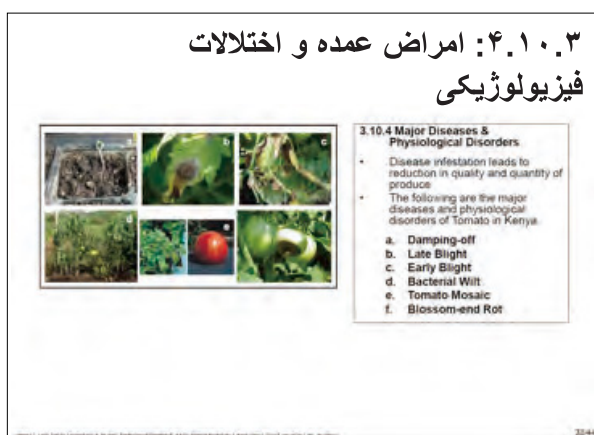 ۴.۱۰.۳: امراض عمده و اختلالات
فیزیولوژیکی
b
c
d
e
3.10.4 Major Diseases &
Physiological Disorders
• Disease infestation leads to
reduction in quality and quantity of
produce
• The following are the major
diseases and physiological
disorders of Tomato in Kenya.
a. Damping-off
b. Late Blight
c. Early Blight
d. Bacterial Wilt
e. Tomato Mosaic
f. Blossom-end Rot